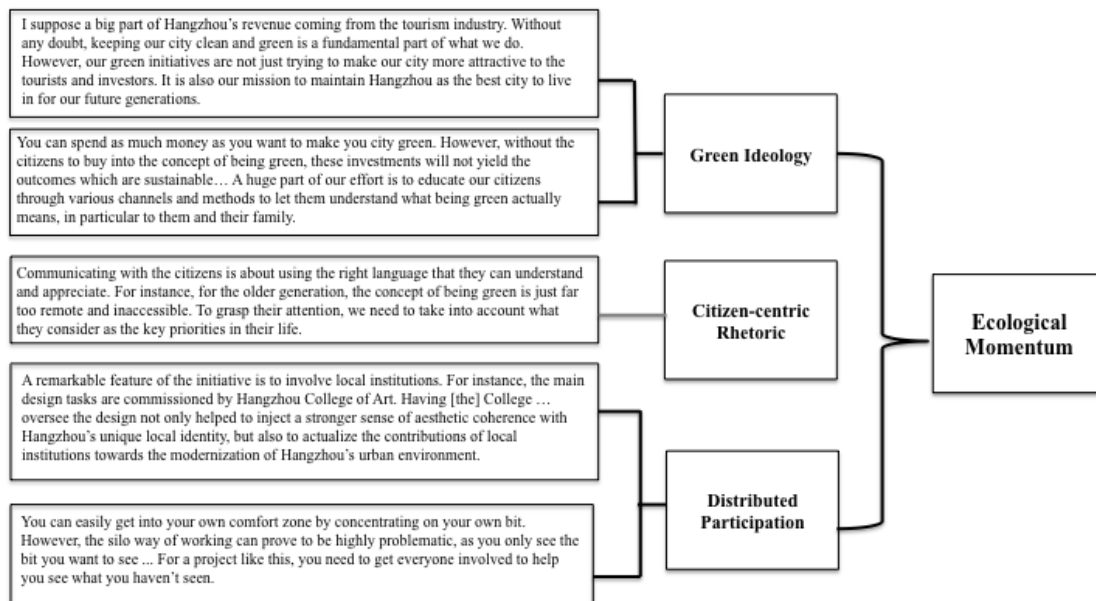 I suppose a big part of Hangzhou's revenue coming from the tourism industry. Without
any doubt, keeping our city clean and green is a fundamental part of what we do.
However, our green initiatives are not just trying to make our city more attractive to the
tourists and investors. It is also our mission to maintain Hangzhou as the best city to live
in for our future generations.
You can spend as much money as you want to make you city green. However, without the
citizens to buy into the concept of being green, these investments will not yield the
outcomes which are sustainable… A huge part of our effort is to educate our citizens
through various channels and methods to let them understand what being green actually
means, in particular to them and their family.
Green Ideology
Communicating with the citizens is about using the right language that they can understand
and appreciate. For instance, for the older generation, the concept of being green is just far
too remote and inaccessible. To grasp their attention, we need to take into account what
they consider as the key priorities in their life.
Citizen-centric
Rhetoric
Ecological
Momentum
A remarkable feature of the initiative is to involve local institutions. For instance, the main
design tasks are commissioned by Hangzhou College of Art. Having [the] College …
oversee the design not only helped to inject a stronger sense of aesthetic coherence with
Hangzhou's unique local identity, but also to actualize the contributions of local
institutions towards the modernization of Hangzhou's urban environment.
Distributed
Participation
You can easily get into your own comfort zone by concentrating on your own bit.
However, the silo way of working can prove to be highly problematic, as you only see the
bit you want to see ... For a project like this, you need to get everyone involved to help
you see what you haven't seen.